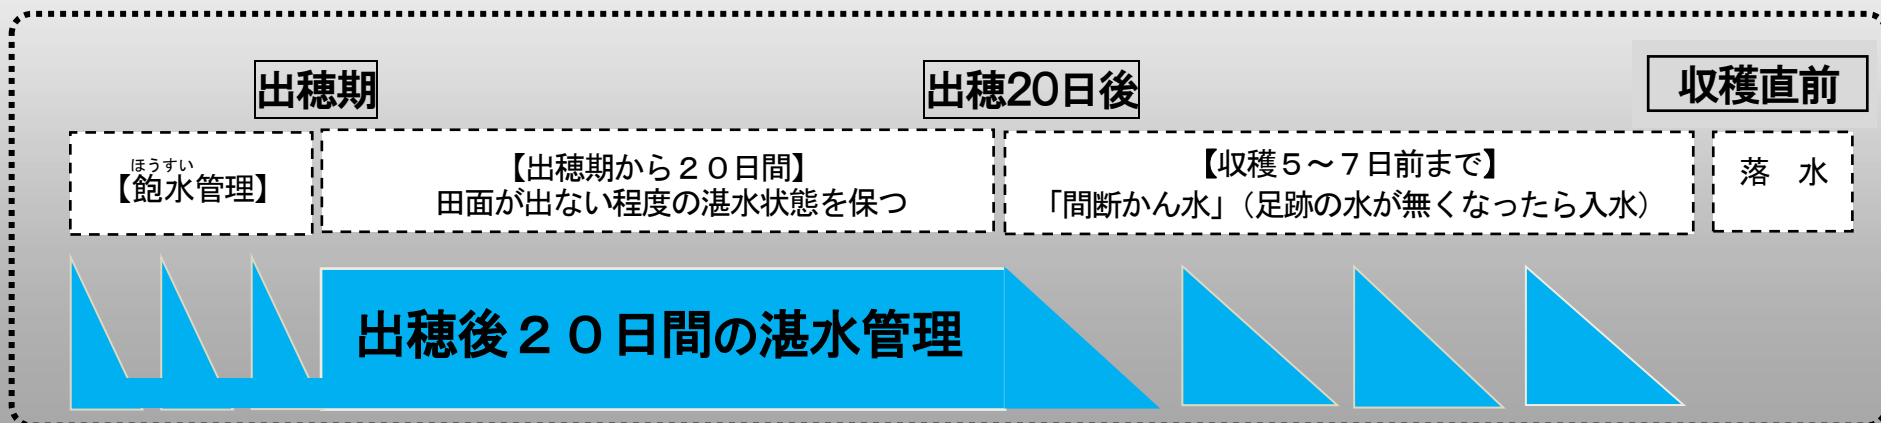 出穂期
出穂20日後
収穫直前
ほうすい
【飽水管理】
【出穂期から２０日間】
田面が出ない程度の湛水状態を保つ
【収穫５～７日前まで】
「間断かん水」（足跡の水が無くなったら入水）
落　水
出穂後２０日間の湛水管理